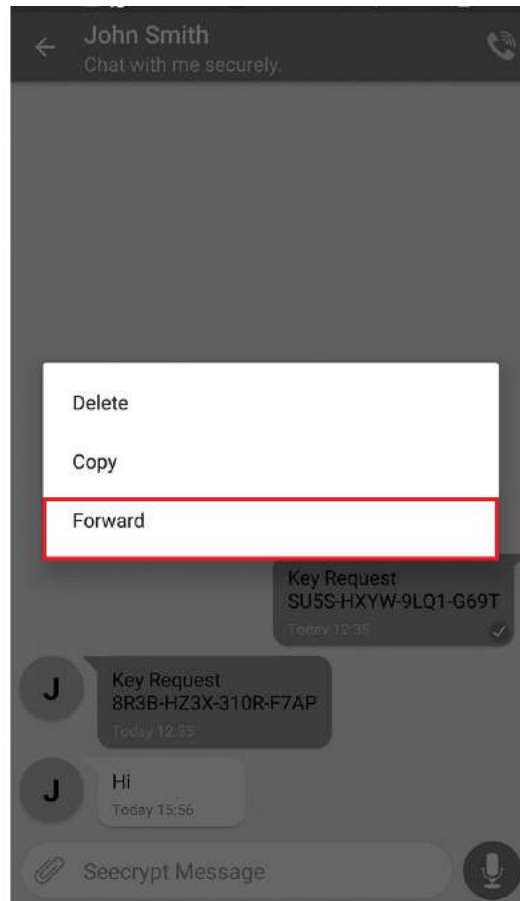 John Smith
Chat with me securely.
Delete
Copy
Forward
Key Request
SU5S-HXYW-9LQ1-G69T
Today 12:35
J
Key Request
8R3B-HZ3X-310R-F7AP
Today 12:35
J
Hi
Today 15:56
Seecrypt Message